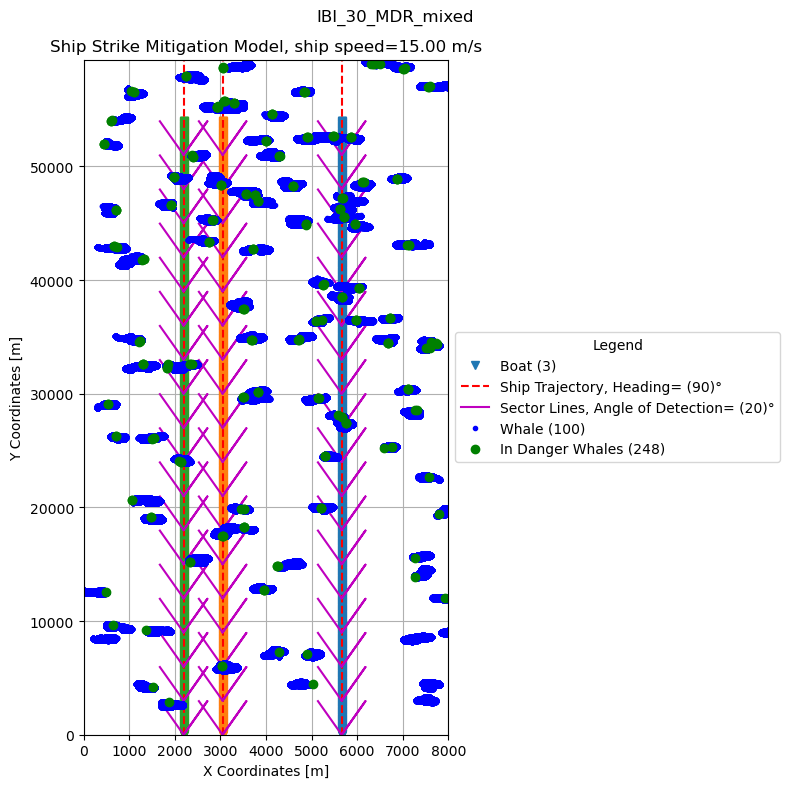 IBI_30_MDR_mixed
Ship Strike Mitigation Model, ship speed=15.00 m/s
50000
40000
30000
20000
10000
0
Y Coordinates [m]
0 1000 2000 3000 4000 5000 6000 7000 8000
X Coordinates [m]
Legend
Boat (3)
Ship Trajectory, Heading= (90)°
Sector Lines, Angle of Detection= (20)°
Whale (100)
In Danger Whales (248)